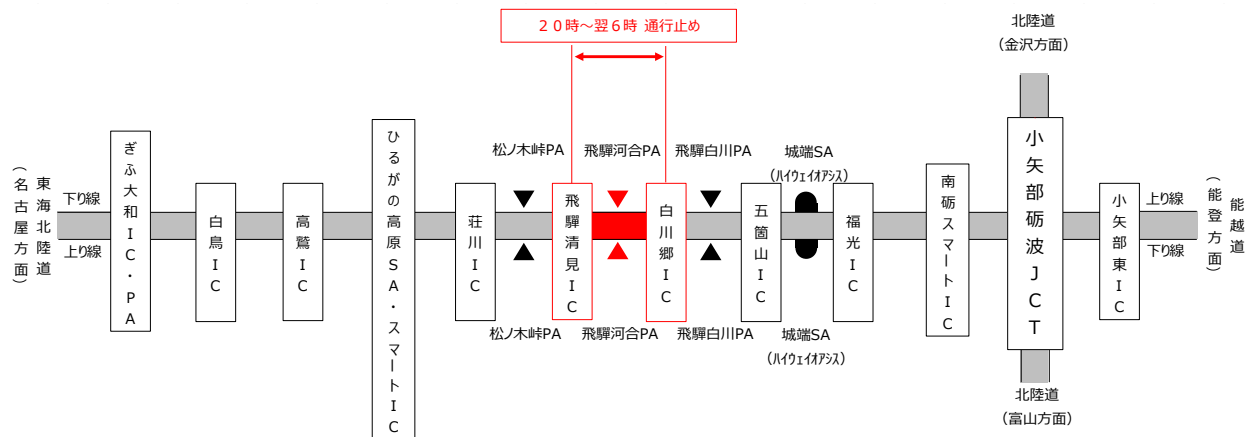 ２０時～翌６時 通行止め
北陸道
（金沢方面）
松ノ木峠PA
飛騨河合PA
飛騨白川PA
城端SA
（ﾊｲｳｪｲｵｱｼｽ）
東海北陸道
（名古屋方面）
下り線
上り線
ぎふ大和ＩＣ・ＰＡ
白鳥ＩＣ
高鷲ＩＣ
ひるがの高原ＳＡ・スマートＩＣ
荘川ＩＣ
飛騨清見ＩＣ
白川郷ＩＣ
五箇山ＩＣ
福光ＩＣ
南砺スマートＩＣ
小矢部砺波ＪＣＴ
小矢部東ＩＣ
上り線
下り線
能越道
（能登方面）
松ノ木峠PA
飛騨河合PA
飛騨白川PA
城端SA
（ﾊｲｳｪｲｵｱｼｽ）
北陸道
（富山方面）